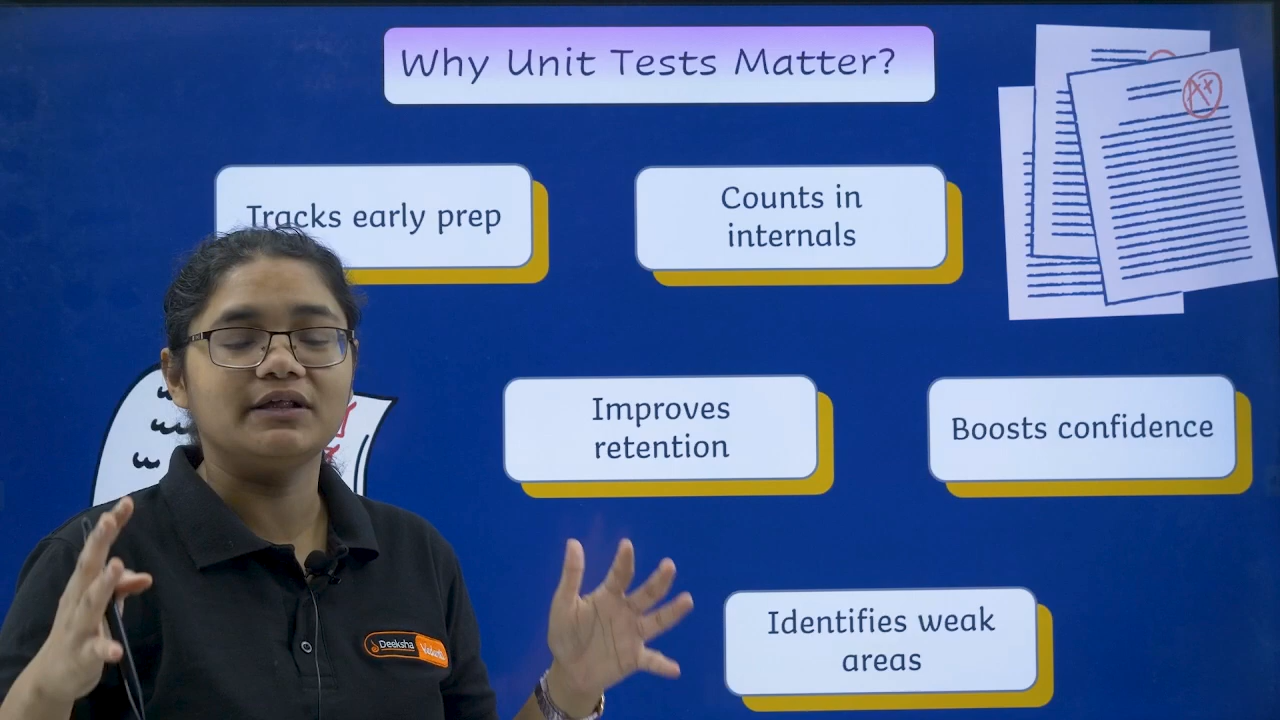 Why Unit Tests Matter?
A+
Tracks early prep
Counts in
internals
Improves
retention
Boosts confidence
Identifies weak
areas
Deeksha